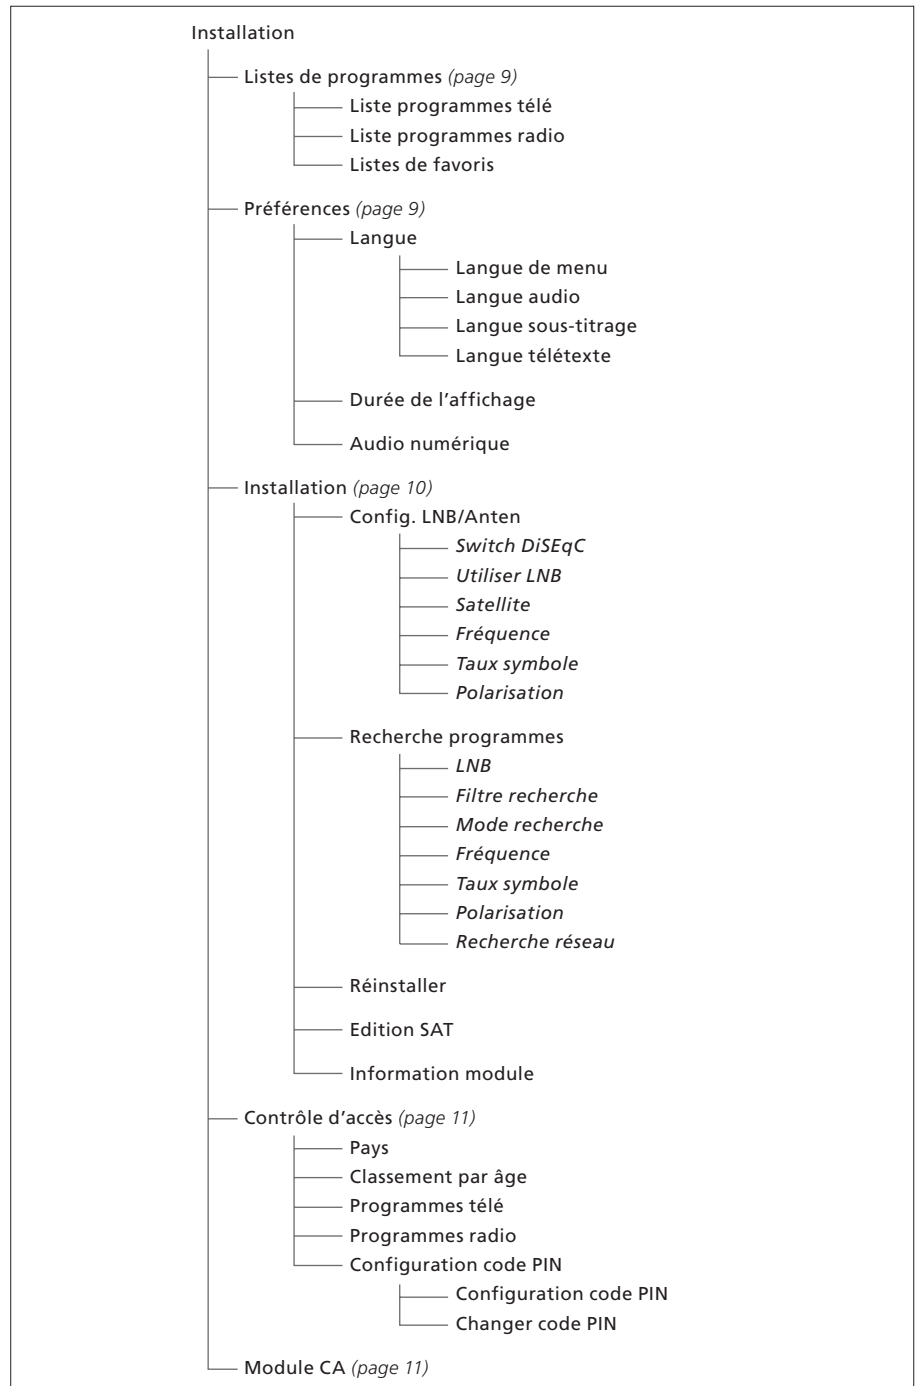 Installation
Listes de programmes (page 9)
Liste programmes télé
Liste programmes radio
Listes de favoris
Préférences (page 9)
Langue
Langue de menu
Langue audio
Langue sous-titrage
Langue télétexte
Durée de l’affichage
Audio numérique
Installation (page 10)
Config. LNB/Anten
Switch DiSEqC
Utiliser LNB
Satellite
Fréquence
Taux symbole
Polarisation
Recherche programmes
LNB
Filtre recherche
Mode recherche
Fréquence
Taux symbole
Polarisation
Recherche réseau
Réinstaller
Edition SAT
Information module
Contrôle d’accès (page 11)
Pays
Classement par âge
Programmes télé
Programmes radio
Configuration code PIN
Configuration code PIN
Changer code PIN
Module CA (page 11)